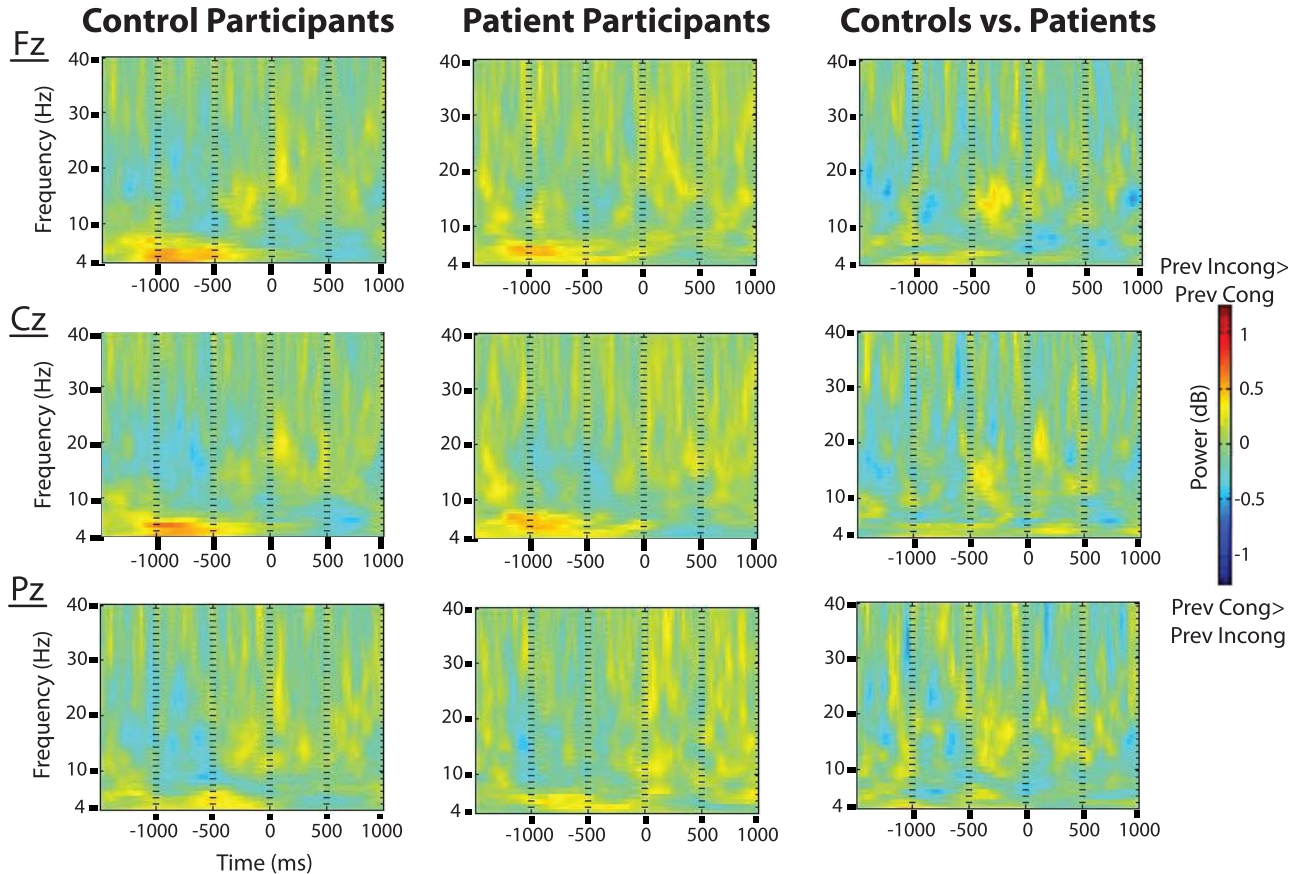 Control Participants Patient Participants Controls vs. Patients
Fz
40 40 40
30 30 30
20 20 20
10 10 10
4 4 4
Frequency (Hz)
-1000 -500 0 500 1000 -1000 -500 0 500 1000 -1000 -500 0 500 1000
Prev Incong>
Prev Cong
Cz
40 40 40
30 30 30
20 20 20
10 10 10
4 4 4
Frequency (Hz)
-1000 -500 0 500 1000 -1000 -500 0 500 1000 -1000 -500 0 500 1000
1
0.5
0
-0.5
-1
Power (dB)
Prev Cong>
Prev Incong
Pz
40 40 40
30 30 30
20 20 20
10 10 10
4 4 4
Frequency (Hz)
-1000 -500 0 500 1000 -1000 -500 0 500 1000 -1000 -500 0 500 1000
Time (ms)